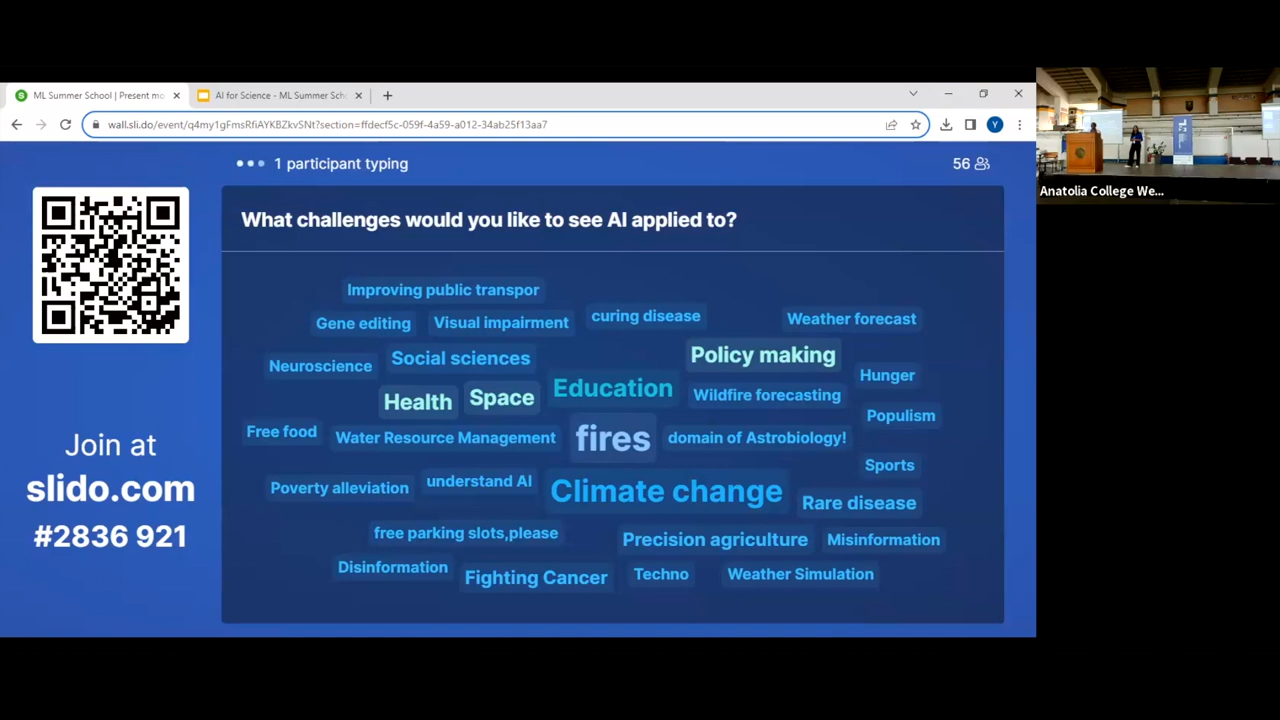 ML Summer School | Present mo
AI for Science - ML Summer Scho
wall.sli.do/event/q4my1gFmsRfiAYKBZkvSNt?section=ffdecf5c-059f-4a59-a012-34ab25f13aa7
Y
1 participant typing
56
What challenges would you like to see AI applied to?
Improving public transpor
Gene editing
Visual impairment
curing disease
Weather forecast
Neuroscience
Social sciences
Policy making
Hunger
Health
Space
Education
Wildfire forecasting
Populism
Free food
Water Resource Management
fires
domain of Astrobiology!
Sports
Poverty alleviation
understand AI
Climate change
Rare disease
free parking slots,please
Precision agriculture
Misinformation
Disinformation
Fighting Cancer
Techno
Weather Simulation
Join at
slido.com
#2836 921
Anatolia College We...